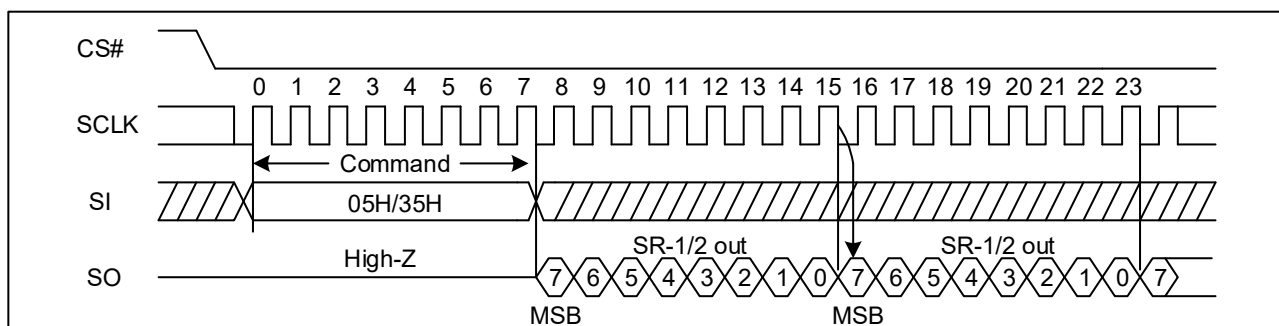 CS#
0 1 2 3 4 5 6 7 8 9 10 11 12 13 14 15 16 17 18 19 20 21 22 23
SCLK
Command
SI
05H/35H
High-Z
SR-1/2 out
SR-1/2 out
SO
7 6 5 4 3 2 1 0 7 6 5 4 3 2 1 0 7
MSB
MSB